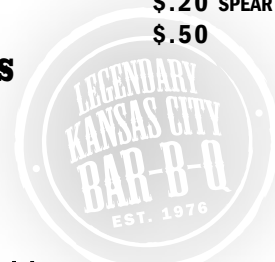 $.20 SPEAR
$.50
s
LEGENDARY
KANSAS CITY
BAR-B-Q
EST. 1976